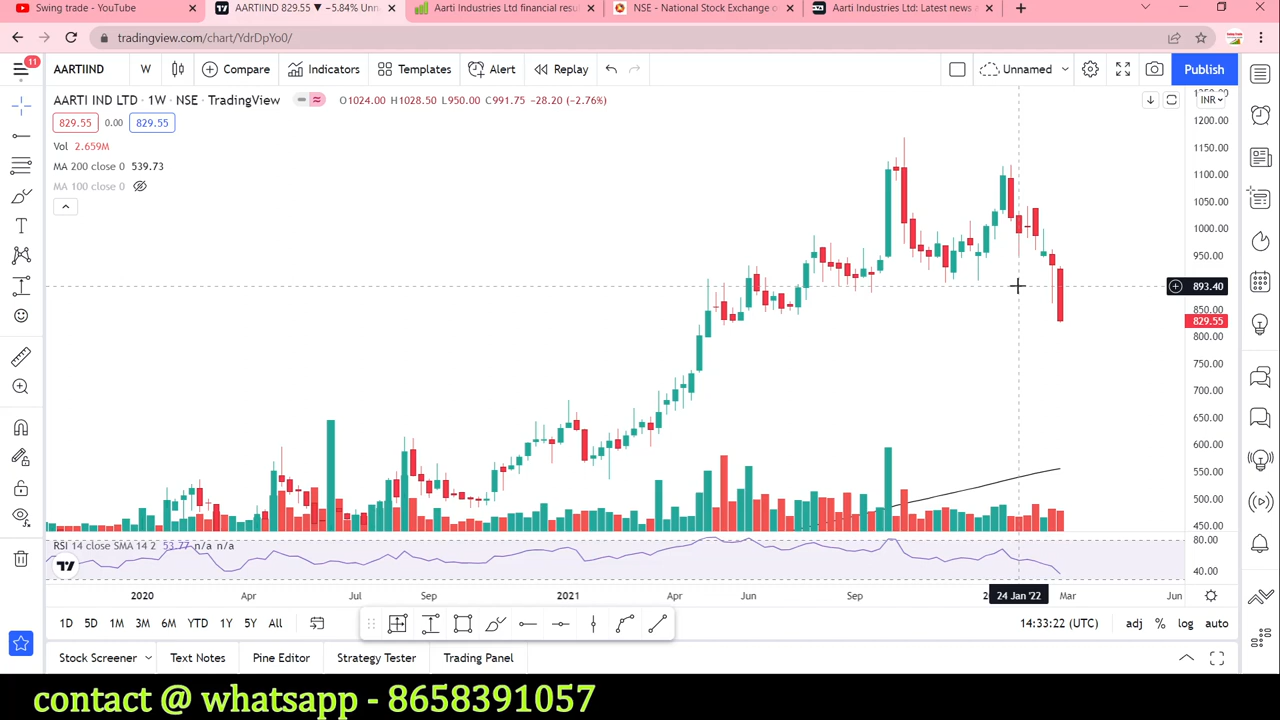 Swing trade - YouTube
AARTIIND 829.55 ▼ −5.84% Unna
Aarti Industries Ltd financial resu
NSE - National Stock Exchange o
Aarti Industries Ltd: Latest news a
tradingview.com/chart/YdrDpYo0/
11
AARTIIND
W
Compare
Indicators
Templates
Alert
Replay
Unnamed
Publish
AARTI IND LTD · 1W · NSE · TradingView
O1024.00 H1028.50 L950.00 C991.75 −28.20 (−2.76%)
INR
829.55 0.00 829.55
Vol 2.659M
MA 200 close 0 539.73
MA 100 close 0
1250.00
1200.00
1150.00
1100.00
1050.00
1000.00
950.00
893.40
850.00
829.55
800.00
750.00
700.00
650.00
600.00
550.00
500.00
450.00
RSI 14 close SMA 14 2 53.77 n/a n/a
80.00
40.00
2020 Apr Jul Sep 2021 Apr Jun Sep 24 Jan '22 Mar Jun
1D 5D 1M 3M 6M YTD 1Y 5Y All
14:33:22 (UTC) adj % log auto
Stock Screener Text Notes Pine Editor Strategy Tester Trading Panel
contact @ whatsapp - 8658391057